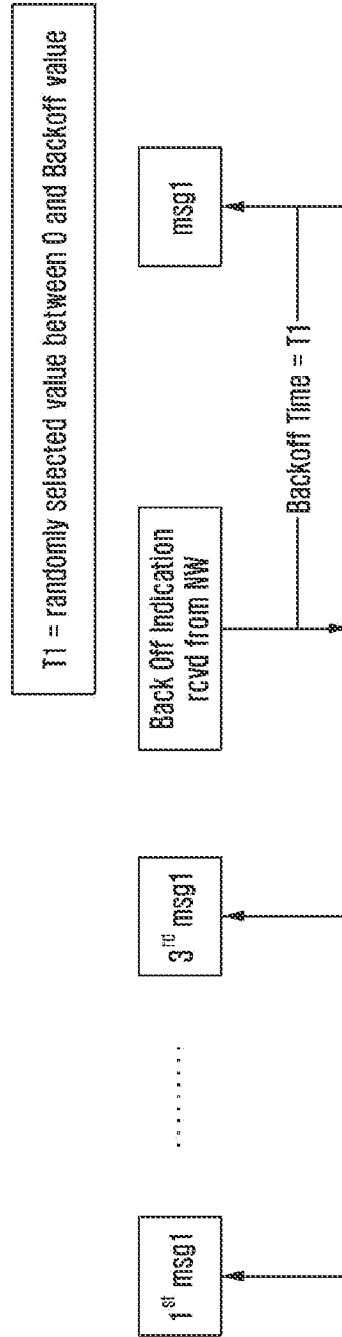 T1 = randomly selected value between 0 and Backoff value
1st msg1
........
3rd msg1
Back Off Indication
rcvd from NW
Backoff Time = T1
msg1